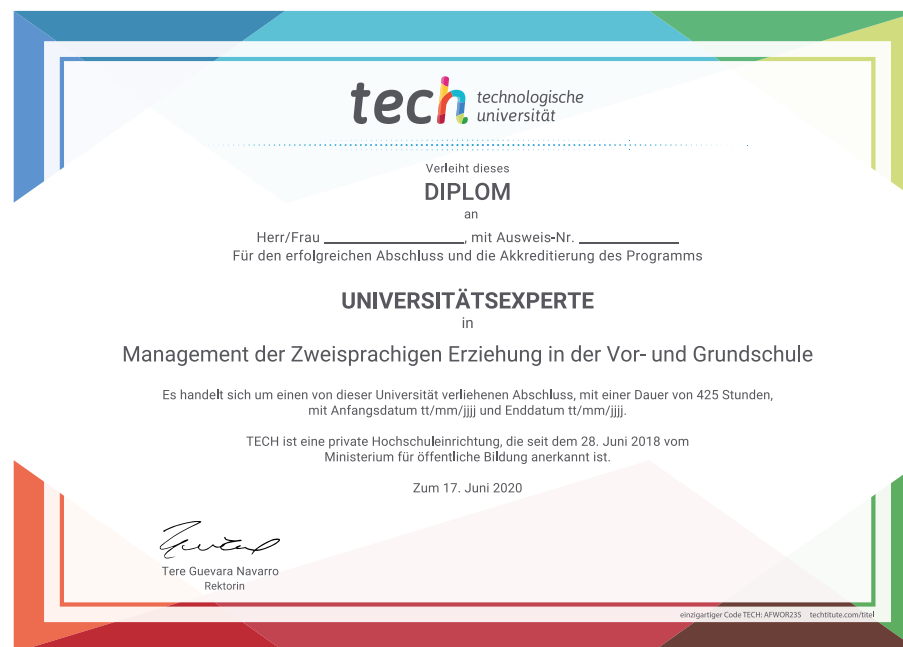 tech technologische
universität
Verleiht dieses
DIPLOM
an
Herr/Frau ________________, mit Ausweis-Nr. ____________
Für den erfolgreichen Abschluss und die Akkreditierung des Programms
UNIVERSITÄTSEXPERTE
in
Management der Zweisprachigen Erziehung in der Vor- und Grundschule
Es handelt sich um einen von dieser Universität verliehenen Abschluss, mit einer Dauer von 425 Stunden,
mit Anfangsdatum tt/mm/jjjj und Enddatum tt/mm/jjjj.
TECH ist eine private Hochschuleinrichtung, die seit dem 28. Juni 2018 vom
Ministerium für öffentliche Bildung anerkannt ist.
Zum 17. Juni 2020
Tere Guevara Navarro
Rektorin
einzigartiger Code TECH: AFWOR23S techtitute.com/titel